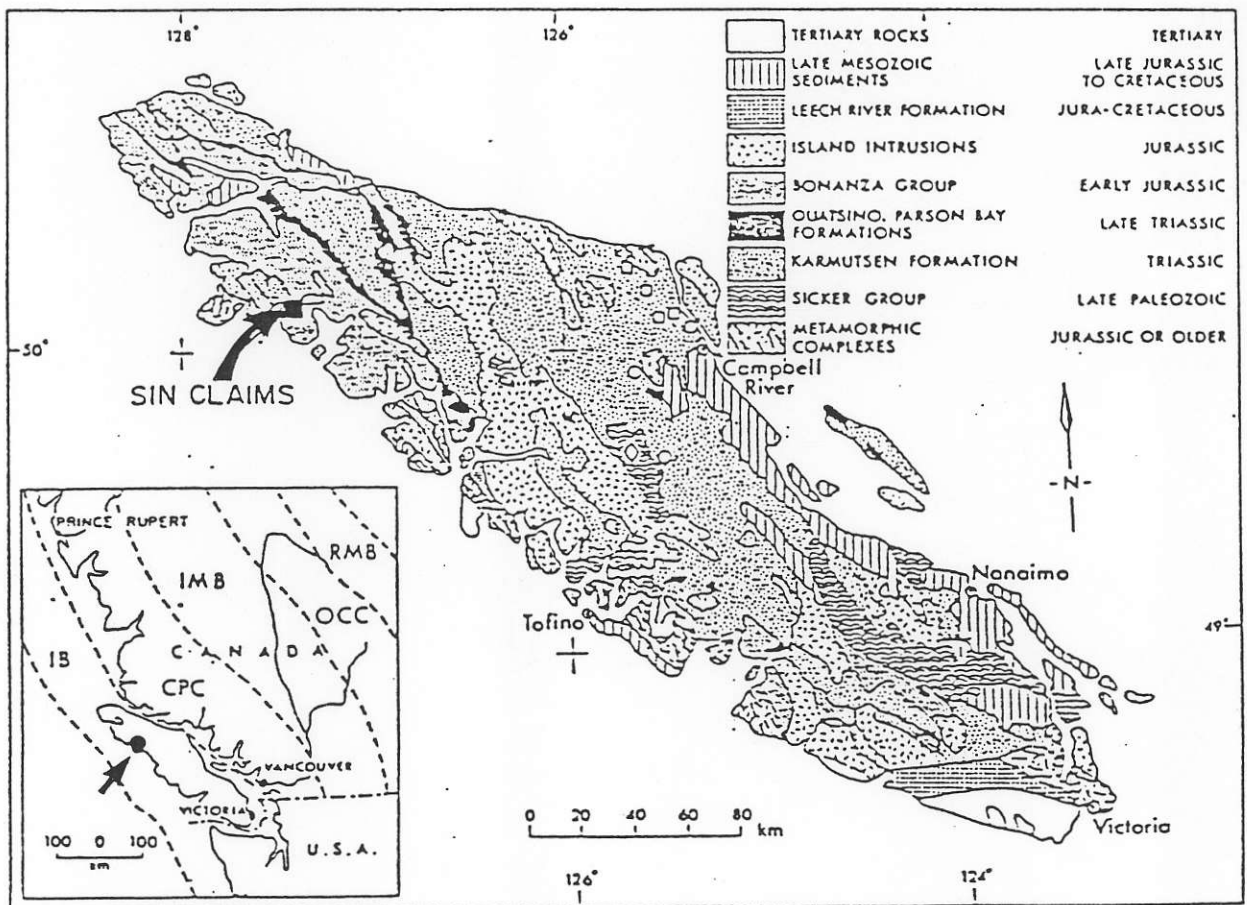 128°
126°
TERTIARY ROCKS TERTIARY
LATE MESOZOIC SEDIMENTS LATE JURASSIC TO CRETACEOUS
LEECH RIVER FORMATION JURA-CRETACEOUS
ISLAND INTRUSIONS JURASSIC
BONANZA GROUP EARLY JURASSIC
QUATSINO, PARSON BAY FORMATIONS LATE TRIASSIC
KARMUTSEN FORMATION TRIASSIC
SICKER GROUP LATE PALEOZOIC
METAMORPHIC COMPLEXES JURASSIC OR OLDER
50°
SIN CLAIMS
Campbell
River
-N-
Nanaimo
Tofino
49°
Victoria
0 20 40 60 80
km
126°
124°
PRINCE RUPERT
RMB
IMB
OCC
CANADA
IB
CPC
VANCOUVER
VICTORIA
100 0 100
km
U.S.A.